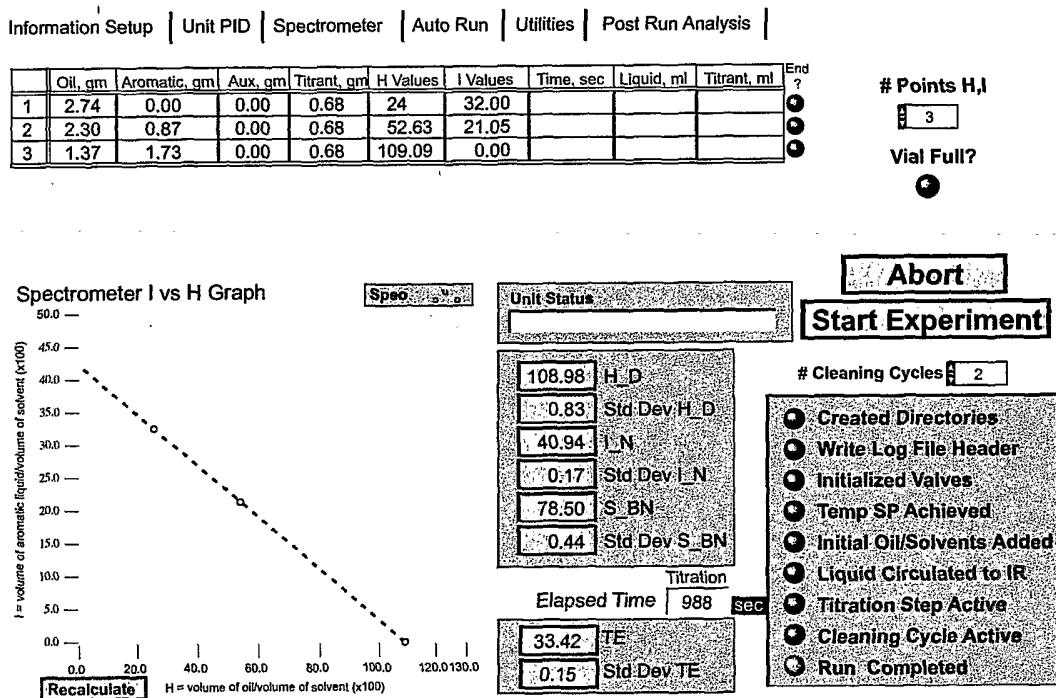 Information Setup | Unit PID | Spectrometer | Auto Run | Utilities | Post Run Analysis |
Oil, gm Aromatic, gm Aux, gm Titrant, gm H Values I Values Time, sec Liquid, ml Titrant, ml End ?
1 2.74 0.00 0.00 0.68 24 32.00
2 2.30 0.87 0.00 0.68 52.63 21.05
3 1.37 1.73 0.00 0.68 109.09 0.00
# Points H,I
3
Vial Full?
Spectrometer I vs H Graph
I = volume of aromatic liquid/volume of solvent (x100)
50.0
45.0
40.0
35.0
30.0
25.0
20.0
15.0
10.0
5.0
0.0
0.0 20.0 40.0 60.0 80.0 100.0 120.0 130.0
Recalculate H = volume of oil/volume of solvent (x100)
Unit Status
108.98 H_D
0.83 Std Dev H_D
40.94 I_N
0.17 Std Dev I_N
78.50 S_BN
0.44 Std Dev S_BN
Titration
Elapsed Time 988 sec
33.42 TE
0.15 Std Dev TE
Abort
Start Experiment
# Cleaning Cycles 2
Created Directories
Write Log File Header
Initialized Valves
Temp SP Achieved
Initial Oil/Solvents Added
Liquid Circulated to IR
Titration Step Active
Cleaning Cycle Active
Run Completed